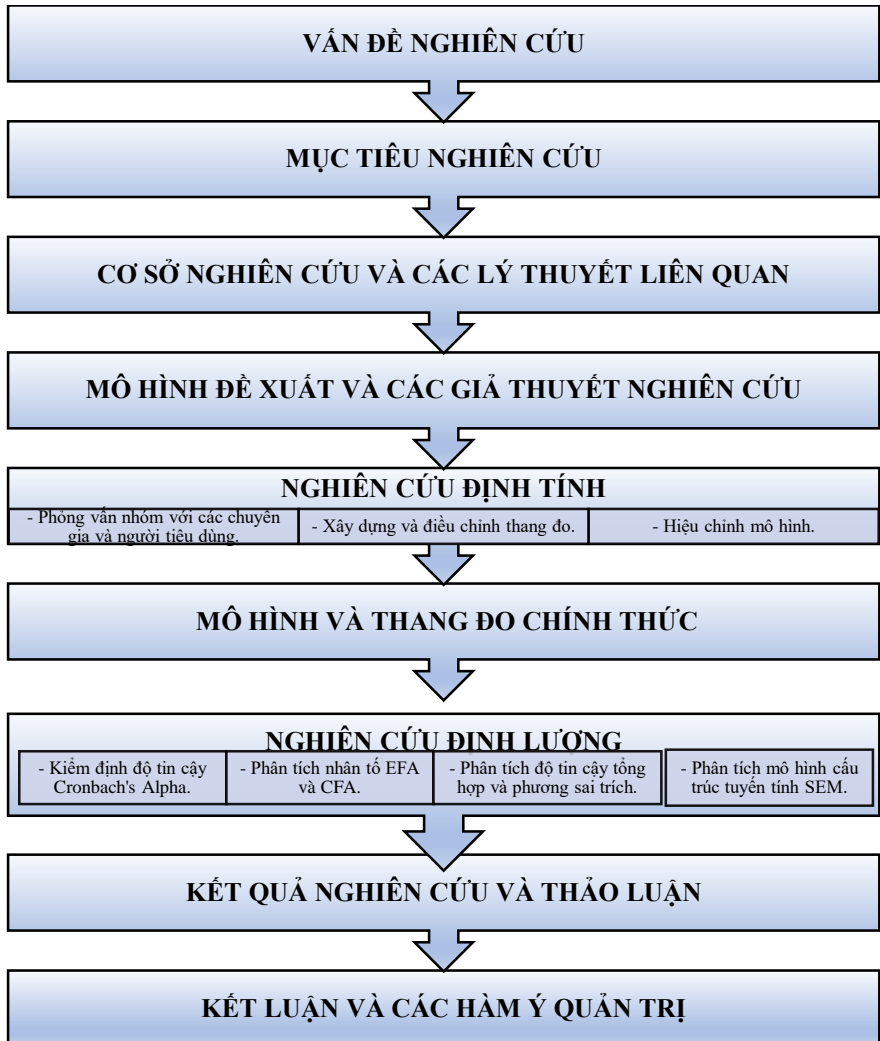 VẤN ĐỀ NGHIÊN CỨU
MỤC TIÊU NGHIÊN CỨU
CƠ SỞ NGHIÊN CỨU VÀ CÁC LÝ THUYẾT LIÊN QUAN
MÔ HÌNH ĐỀ XUẤT VÀ CÁC GIẢ THUYẾT NGHIÊN CỨU
NGHIÊN CỨU ĐỊNH TÍNH
- Phỏng vấn nhóm với các chuyên
gia và người tiêu dùng.
- Xây dựng và điều chỉnh thang đo.
- Hiệu chỉnh mô hình.
MÔ HÌNH VÀ THANG ĐO CHÍNH THỨC
NGHIÊN CỨU ĐỊNH LƯỢNG
- Kiểm định độ tin cậy
Cronbach's Alpha.
- Phân tích nhân tố EFA
và CFA.
- Phân tích độ tin cậy tổng
hợp và phương sai trích.
- Phân tích mô hình cấu
trúc tuyến tính SEM.
KẾT QUẢ NGHIÊN CỨU VÀ THẢO LUẬN
KẾT LUẬN VÀ CÁC HÀM Ý QUẢN TRỊ